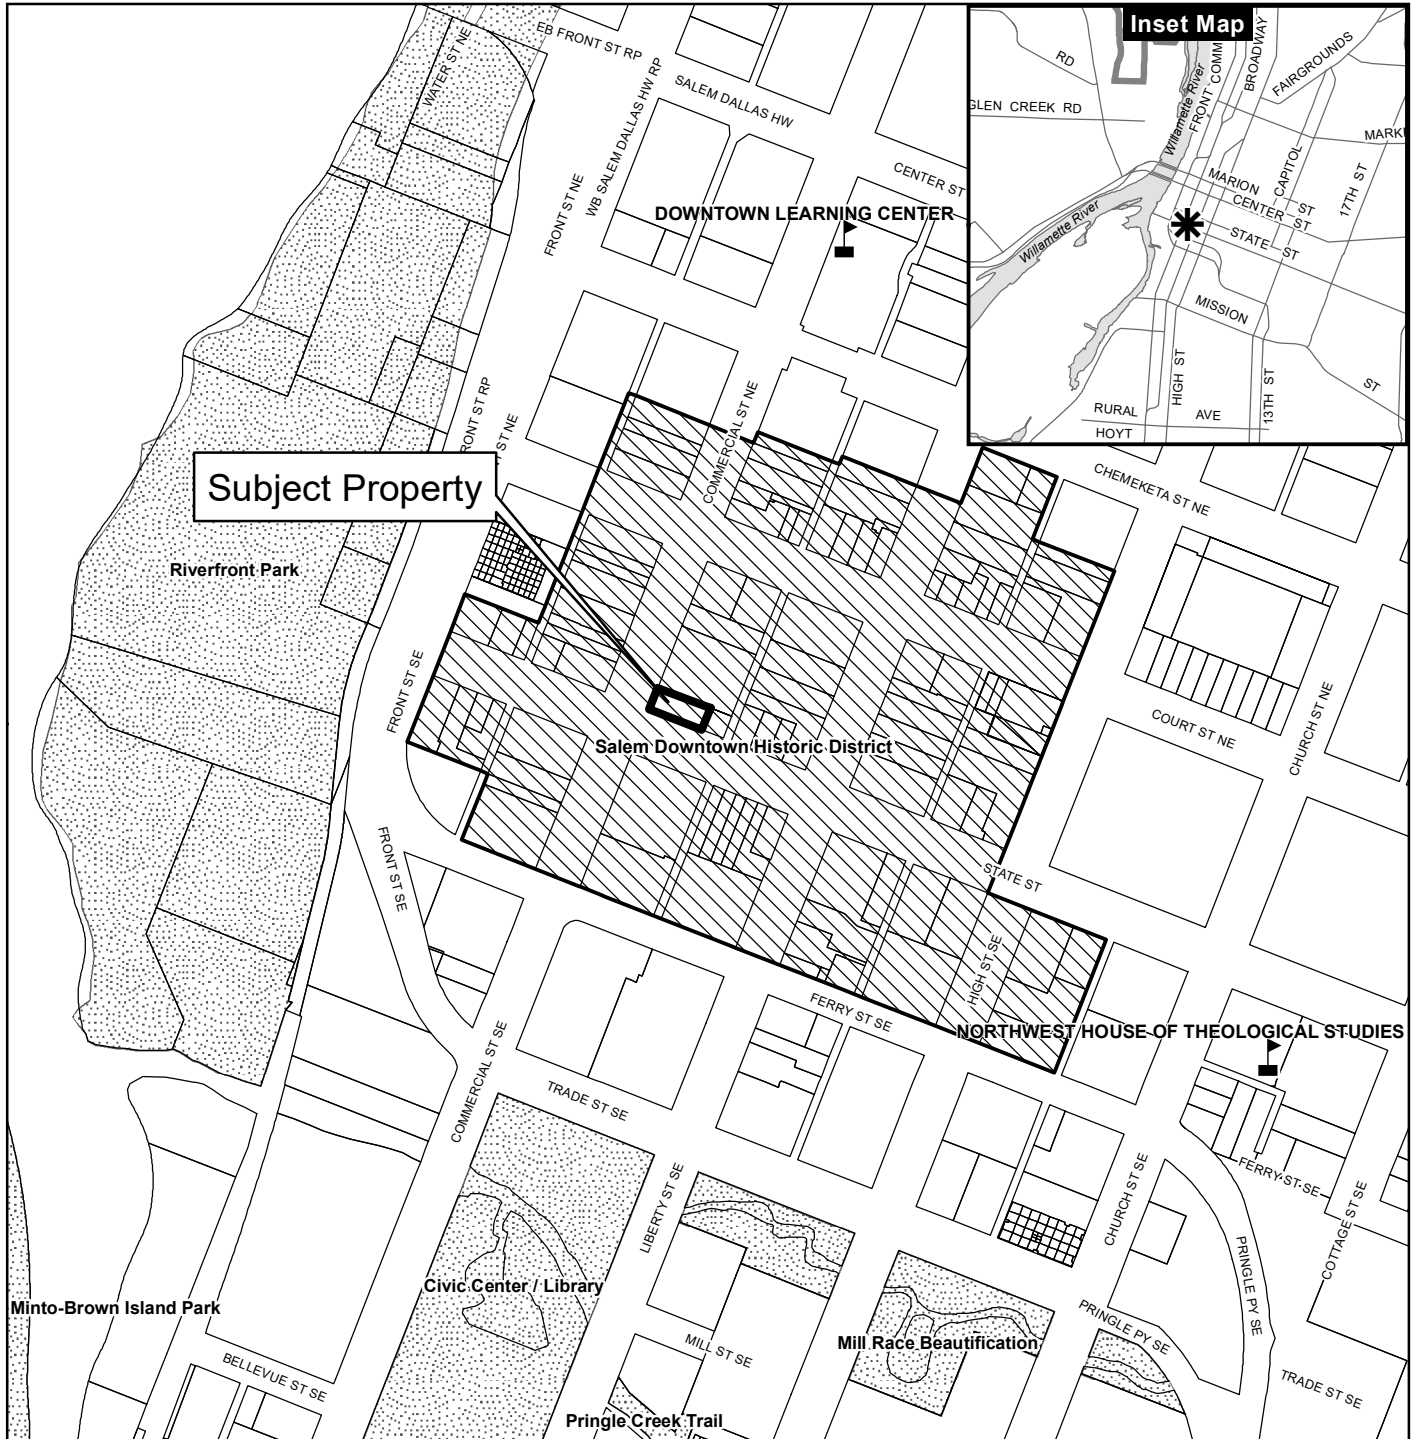 Inset Map
RD
GLEN CREEK RD
Willamette River
FRONT
COMM
BROADWAY
FAIRGROUNDS
MARK
CAPITOL
17TH ST
MARION
ST
CENTER
ST
STATE
ST
Willamette River
MISSION
ST
HIGH ST
13TH ST
RURAL
AVE
HOYT
WATER ST NE
EB FRONT ST RP
SALEM DALLAS HW
WB SALEM DALLAS HW RP
FRONT ST NE
CENTER ST
DOWNTOWN LEARNING CENTER
COMMERCIAL ST NE
RONT ST RP
ST NE
CHEMEKETA ST NE
Subject Property
Riverfront Park
FRONT ST SE
COURT ST NE
CHURCH ST NE
Salem Downtown Historic District
FRONT ST SE
STATE ST
HIGH ST SE
FERRY ST SE
NORTHWEST HOUSE OF THEOLOGICAL STUDIES
COMMERCIAL ST SE
TRADE ST SE
LIBERTY ST SE
CHURCH ST SE
FERRY ST SE
COTTAGE ST SE
PRINGLE PY SE
Civic Center / Library
Minto-Brown Island Park
MILL ST SE
Mill Race Beautification
PRINGLE PY SE
BELLEVUE ST SE
TRADE ST SE
Pringle Creek Trail